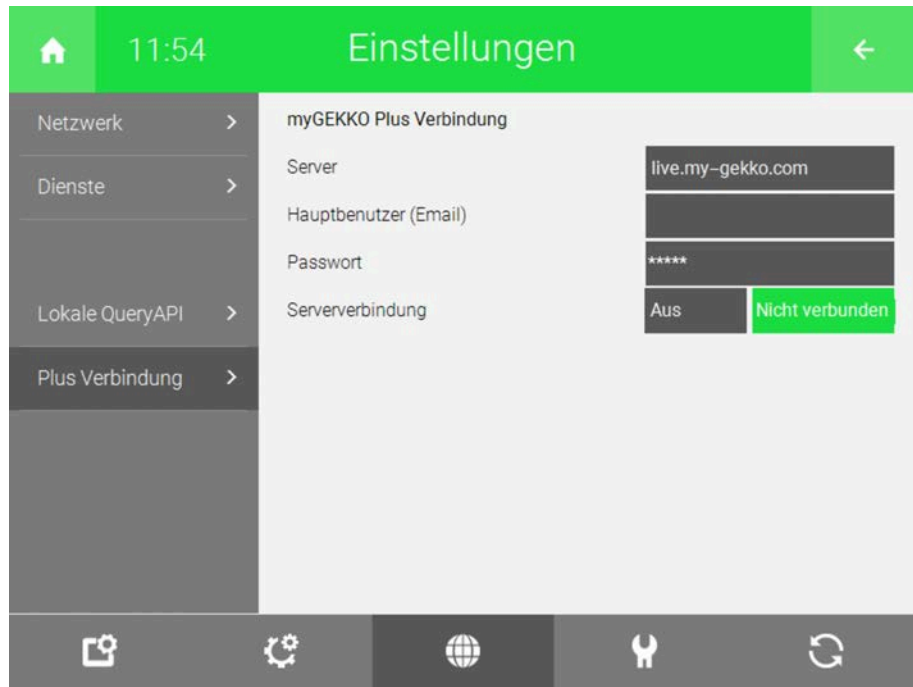 11:54
Einstellungen
Netzwerk
Dienste
Lokale QueryAPI
Plus Verbindung
myGEKKO Plus Verbindung
Server
live.my-gekko.com
Hauptbenutzer (Email)
Passwort
*****
Serververbindung
Aus
Nicht verbunden